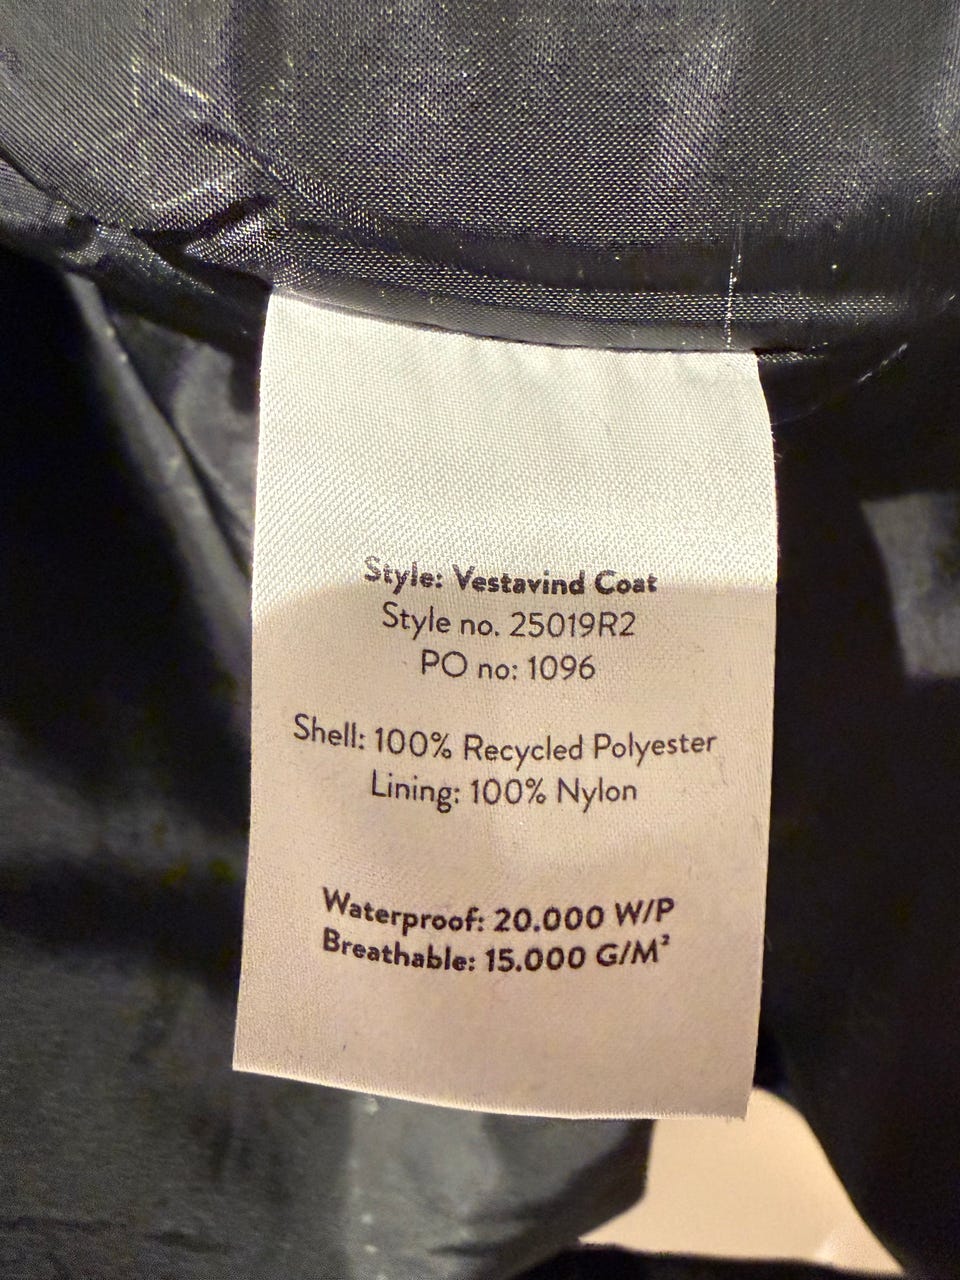 Style: Vestavind Coat
Style no. 25019R2
PO no: 1096
Shell: 100% Recycled Polyester
Lining: 100% Nylon
Waterproof: 20.000 W/P
Breathable: 15.000 G/M²